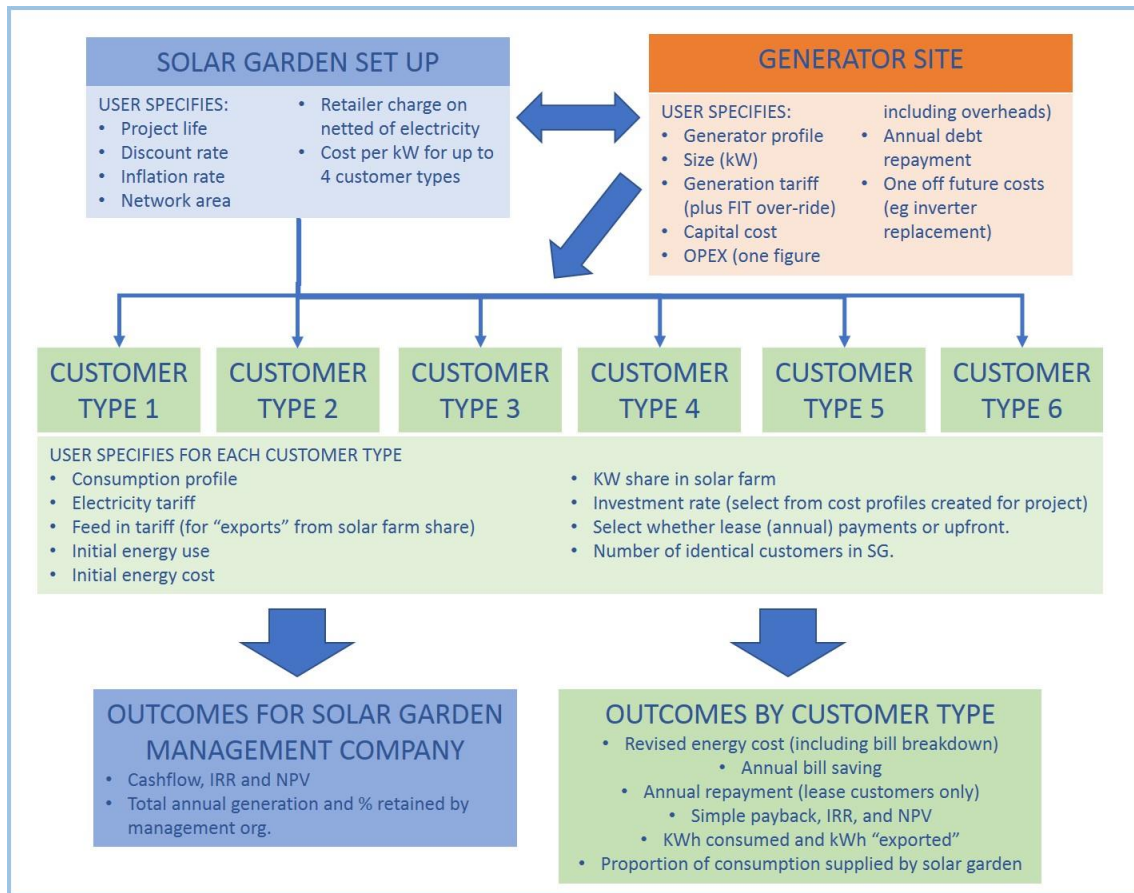 SOLAR GARDEN SET UP
USER SPECIFIES:
• Project life
• Discount rate
• Inflation rate
• Network area
• Retailer charge on
netted of electricity
• Cost per kW for up to
4 customer types
GENERATOR SITE
USER SPECIFIES:
• Generator profile
• Size (kW)
• Generation tariff
(plus FIT over-ride)
• Capital cost
• OPEX (one figure
including overheads)
• Annual debt
repayment
• One off future costs
(eg inverter
replacement)
CUSTOMER
TYPE 1
CUSTOMER
TYPE 2
CUSTOMER
TYPE 3
CUSTOMER
TYPE 4
CUSTOMER
TYPE 5
CUSTOMER
TYPE 6
USER SPECIFIES FOR EACH CUSTOMER TYPE
• Consumption profile
• Electricity tariff
• Feed in tariff (for “exports” from solar farm share)
• Initial energy use
• Initial energy cost
• KW share in solar farm
• Investment rate (select from cost profiles created for project)
• Select whether lease (annual) payments or upfront.
• Number of identical customers in SG.
OUTCOMES FOR SOLAR GARDEN
MANAGEMENT COMPANY
• Cashflow, IRR and NPV
• Total annual generation and % retained by
management org.
OUTCOMES BY CUSTOMER TYPE
• Revised energy cost (including bill breakdown)
• Annual bill saving
• Annual repayment (lease customers only)
• Simple payback, IRR, and NPV
• KWh consumed and kWh “exported”
• Proportion of consumption supplied by solar garden